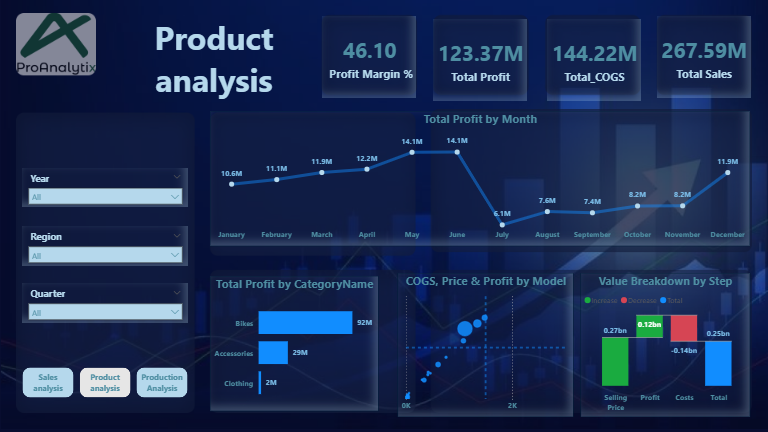 ProAnalytix
Product
analysis
46.10
Profit Margin %
123.37M
Total Profit
144.22M
Total_COGS
267.59M
Total Sales
Year
All
Region
All
Quarter
All
Sales
analysis
Product
analysis
Production
Analysis
Total Profit by Month
10.6M
11.1M
11.9M
12.2M
14.1M
14.1M
6.1M
7.6M
7.4M
8.2M
8.2M
11.9M
January
February
March
April
May
June
July
August
September
October
November
December
Total Profit by CategoryName
Bikes
92M
Accessories
29M
Clothing
2M
COGS, Price & Profit by Model
0K
2K
Value Breakdown by Step
Increase
Decrease
Total
0.27bn
0.12bn
-0.14bn
0.25bn
Selling
Price
Profit
Costs
Total